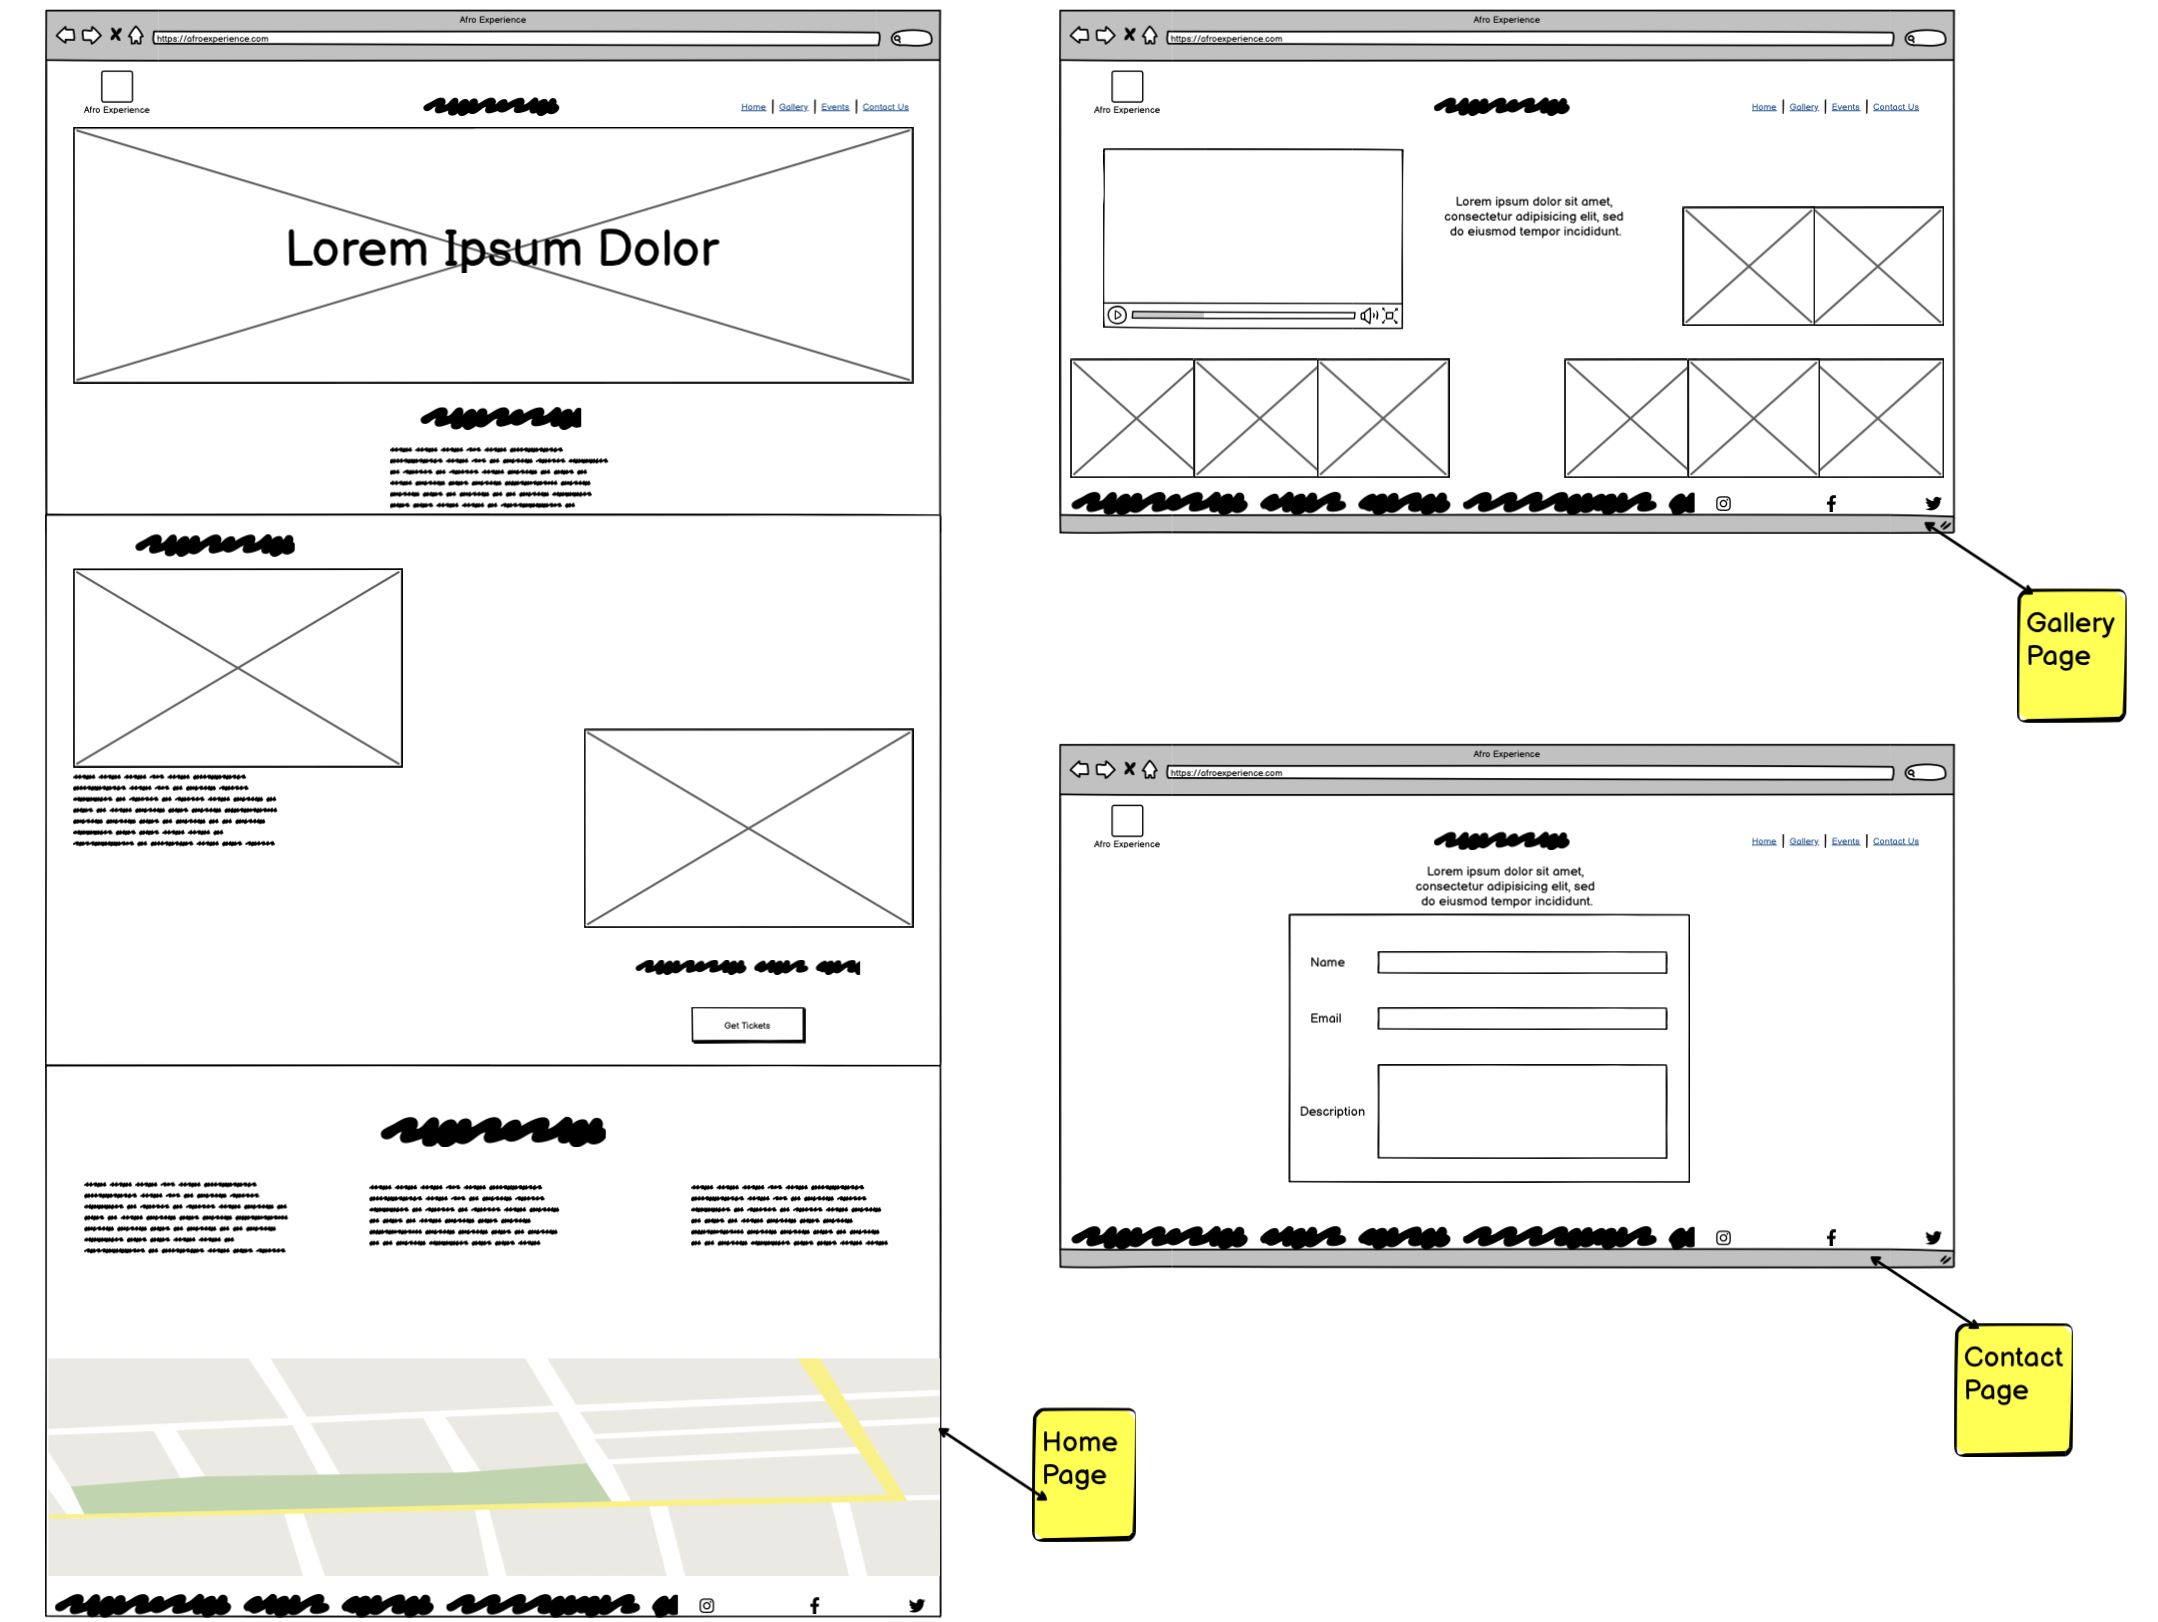 Afro Experience
https://afroexperience.com
Afro Experience
Home | Gallery | Events | Contact Us
Lorem Ipsum Dolor
Get Tickets
Home
Page
Afro Experience
https://afroexperience.com
Afro Experience
Home | Gallery | Events | Contact Us
Lorem ipsum dolor sit amet,
consectetur adipisicing elit, sed
do eiusmod tempor incididunt.
Gallery
Page
Afro Experience
https://afroexperience.com
Afro Experience
Home | Gallery | Events | Contact Us
Lorem ipsum dolor sit amet,
consectetur adipisicing elit, sed
do eiusmod tempor incididunt.
Name
Email
Description
Contact
Page